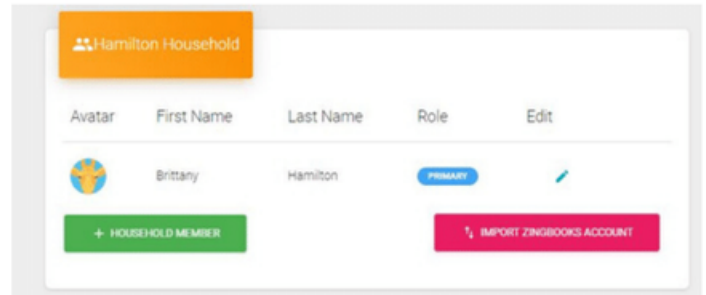 Hamilton Household
Avatar First Name Last Name Role Edit
Brittany Hamilton PRIMARY
+ HOUSEHOLD MEMBER IMPORT ZINGBOOKS ACCOUNT